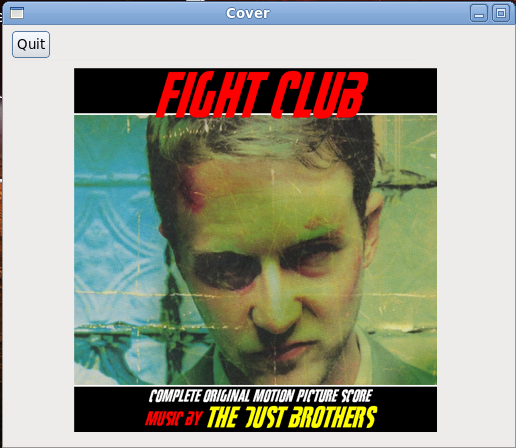 Cover
Quit
FIGHT CLUB
COMPLETE ORIGINAL MOTION PICTURE SCORE
MUSIC BY THE DUST BROTHERS